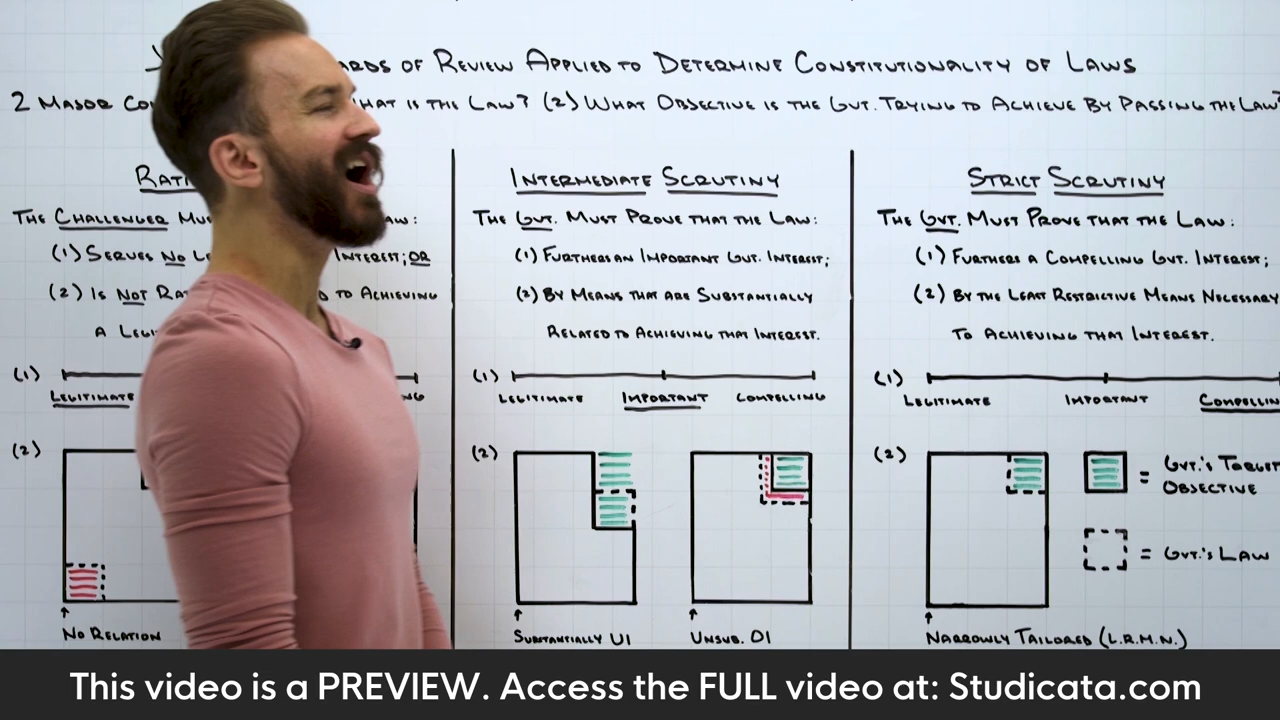 ARDS OF REVIEW APPLIED TO DETERMINE CONSTITUTIONALITY OF LAWS
2 MAJOR CO HAT IS THE LAW? (2) WHAT OBJECTIVE IS THE GVT. TRYING TO ACHIEVE BY PASSING THE LAW?
RATI
THE CHALLENGER MUS AW:
(1) SERVES NO LE INTEREST; OR
(2) IS NOT RAT D TO ACHIEVING
A LEGI
(1)
LEGITIMATE NG
(2)
NO RELATION
INTERMEDIATE SCRUTINY
THE GVT. MUST PROVE THAT THE LAW:
(1) FURTHERS AN IMPORTANT GVT. INTEREST;
(2) BY MEANS THAT ARE SUBSTANTIALLY
RELATED TO ACHIEVING THAT INTEREST.
(1)
LEGITIMATE IMPORTANT COMPELLING
(2)
SUBSTANTIALLY UI UNSUB. OI
STRICT SCRUTINY
THE GVT. MUST PROVE THAT THE LAW:
(1) FURTHERS A COMPELLING GVT. INTEREST;
(2) BY THE LEAST RESTRICTIVE MEANS NECESSARY
TO ACHIEVING THAT INTEREST.
(1)
LEGITIMATE IMPORTANT COMPELLIN
(2)
= GVT.'S TARGET
OBJECTIVE
= GVT.'S LAW
NARROWLY TAILORED (L.R.M.N.)
This video is a PREVIEW. Access the FULL video at: Studicata.com